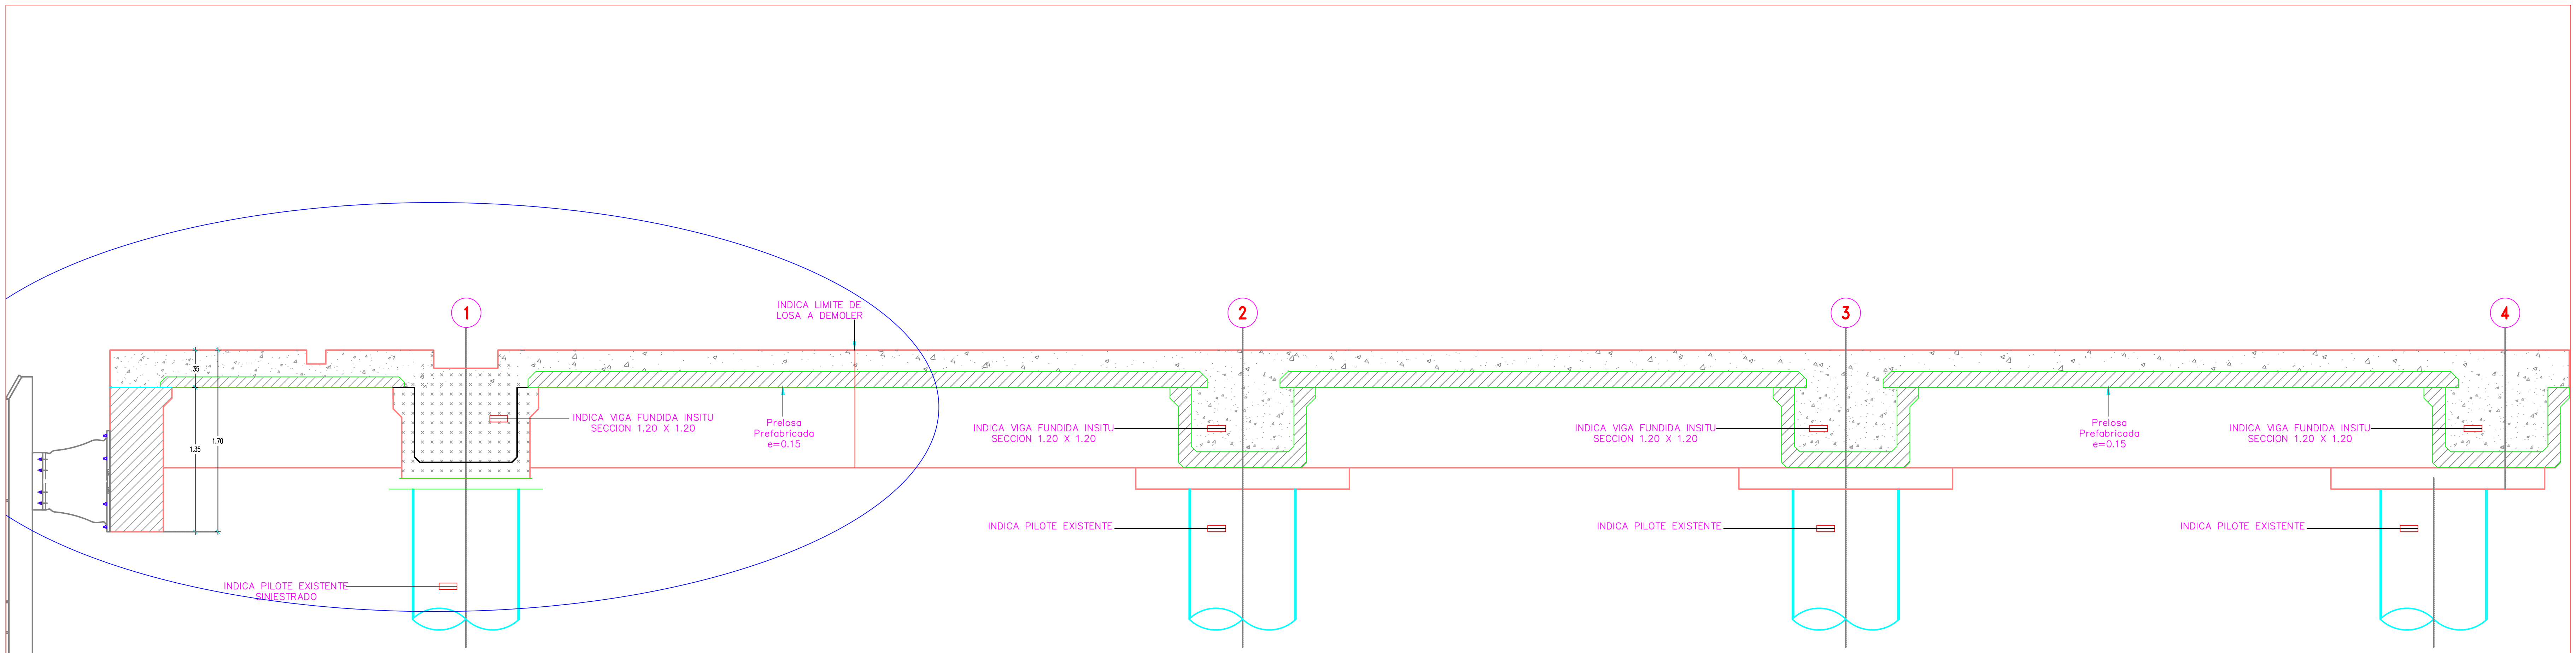 INDICA LIMITE DE
LOSA A DEMOLER
1
2
3
4
.35
1.35
1.70
INDICA VIGA FUNDIDA INSITU
SECCION 1.20 X 1.20
Prelosa
Prefabricada
e=0.15
INDICA VIGA FUNDIDA INSITU
SECCION 1.20 X 1.20
INDICA VIGA FUNDIDA INSITU
SECCION 1.20 X 1.20
Prelosa
Prefabricada
e=0.15
INDICA VIGA FUNDIDA INSITU
SECCION 1.20 X 1.20
INDICA PILOTE EXISTENTE
INDICA PILOTE EXISTENTE
INDICA PILOTE EXISTENTE
INDICA PILOTE EXISTENTE
SINIESTRADO